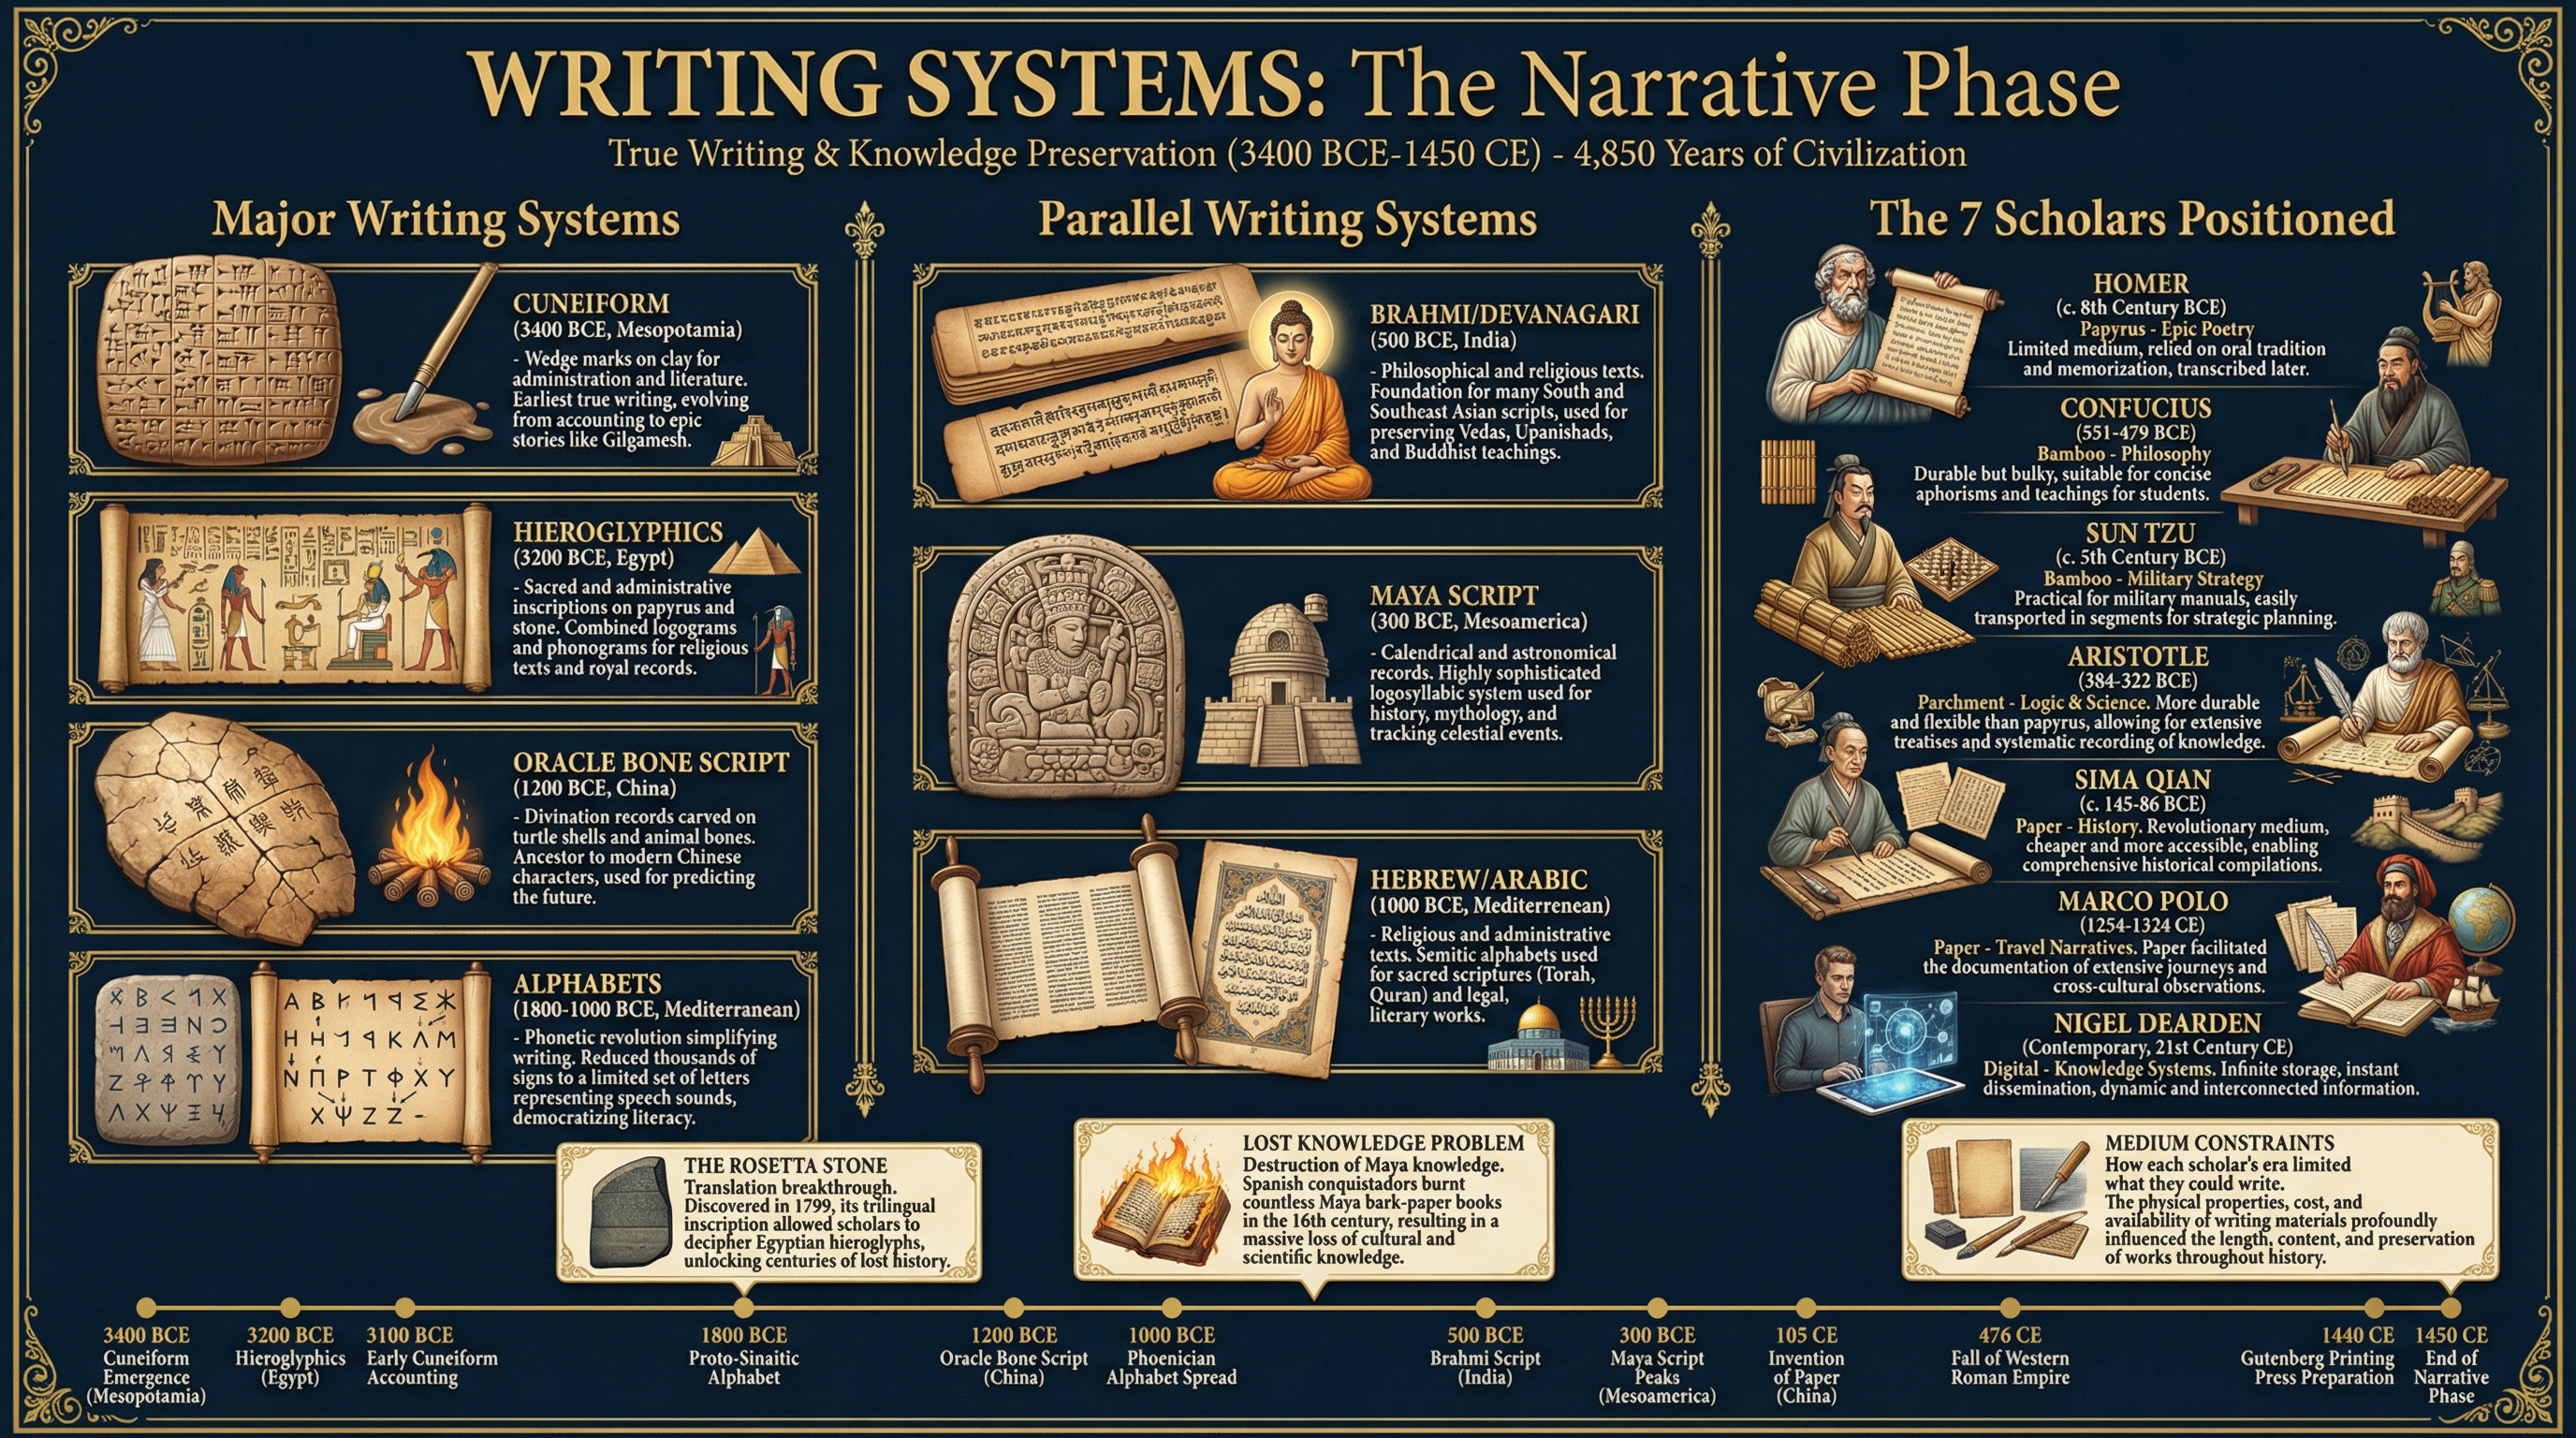 WRITING SYSTEMS: The Narrative Phase
True Writing & Knowledge Preservation (3400 BCE-1450 CE) - 4,850 Years of Civilization
Major Writing Systems
CUNEIFORM
(3400 BCE, Mesopotamia)
- Wedge marks on clay for
administration and literature.
Earliest true writing, evolving
from accounting to epic
stories like Gilgamesh.
HIEROGLYPHICS
(3200 BCE, Egypt)
- Sacred and administrative
inscriptions on papyrus and
stone. Combined logograms
and phonograms for religious
texts and royal records.
ORACLE BONE SCRIPT
(1200 BCE, China)
- Divination records carved on
turtle shells and animal bones.
Ancestor to modern Chinese
characters, used for predicting
the future.
ALPHABETS
(1800-1000 BCE, Mediterranean)
- Phonetic revolution simplifying
writing. Reduced thousands of
signs to a limited set of letters
representing speech sounds,
democratizing literacy.
Parallel Writing Systems
BRAHMI/DEVANAGARI
(500 BCE, India)
- Philosophical and religious texts.
Foundation for many South and
Southeast Asian scripts, used for
preserving Vedas, Upanishads,
and Buddhist teachings.
MAYA SCRIPT
(300 BCE, Mesoamerica)
- Calendrical and astronomical
records. Highly sophisticated
logosyllabic system used for
history, mythology, and
tracking celestial events.
HEBREW/ARABIC
(1000 BCE, Mediterrenean)
- Religious and administrative
texts. Semitic alphabets used
for sacred scriptures (Torah,
Quran) and legal,
literary works.
The 7 Scholars Positioned
HOMER
(c. 8th Century BCE)
Papyrus - Epic Poetry
Limited medium, relied on oral tradition
and memorization, transcribed later.
CONFUCIUS
(551-479 BCE)
Bamboo - Philosophy
Durable but bulky, suitable for concise
aphorisms and teachings for students.
SUN TZU
(c. 5th Century BCE)
Bamboo - Military Strategy
Practical for military manuals, easily
transported in segments for strategic planning.
ARISTOTLE
(384-322 BCE)
Parchment - Logic & Science. More durable
and flexible than papyrus, allowing for extensive
treatises and systematic recording of knowledge.
SIMA QIAN
(c. 145-86 BCE)
Paper - History. Revolutionary medium,
cheaper and more accessible, enabling
comprehensive historical compilations.
MARCO POLO
(1254-1324 CE)
Paper - Travel Narratives. Paper facilitated
the documentation of extensive journeys and
cross-cultural observations.
NIGEL DEARDEN
(Contemporary, 21st Century CE)
Digital - Knowledge Systems. Infinite storage, instant
dissemination, dynamic and interconnected information.
THE ROSETTA STONE
Translation breakthrough.
Discovered in 1799, its trilingual
inscription allowed scholars to
decipher Egyptian hieroglyphs,
unlocking centuries of lost history.
LOST KNOWLEDGE PROBLEM
Destruction of Maya knowledge.
Spanish conquistadors burnt
countless Maya bark-paper books
in the 16th century, resulting in a
massive loss of cultural and
scientific knowledge.
MEDIUM CONSTRAINTS
How each scholar's era limited
what they could write.
The physical properties, cost, and
availability of writing materials profoundly
influenced the length, content, and preservation
of works throughout history.
3400 BCE
Cuneiform
Emergence
(Mesopotamia)
3200 BCE
Hieroglyphics
(Egypt)
3100 BCE
Early Cuneiform
Accounting
1800 BCE
Proto-Sinaitic
Alphabet
1200 BCE
Oracle Bone Script
(China)
1000 BCE
Phoenician
Alphabet Spread
500 BCE
Brahmi Script
(India)
300 BCE
Maya Script
Peaks
(Mesoamerica)
105 CE
Invention
of Paper
(China)
476 CE
Fall of Western
Roman Empire
1440 CE
Gutenberg Printing
Press Preparation
1450 CE
End of
Narrative
Phase